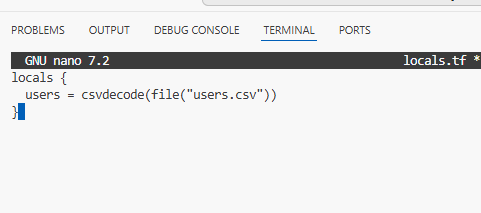 PROBLEMS OUTPUT DEBUG CONSOLE TERMINAL PORTS
GNU nano 7.2 locals.tf *
locals {
  users = csvdecode(file("users.csv"))
}